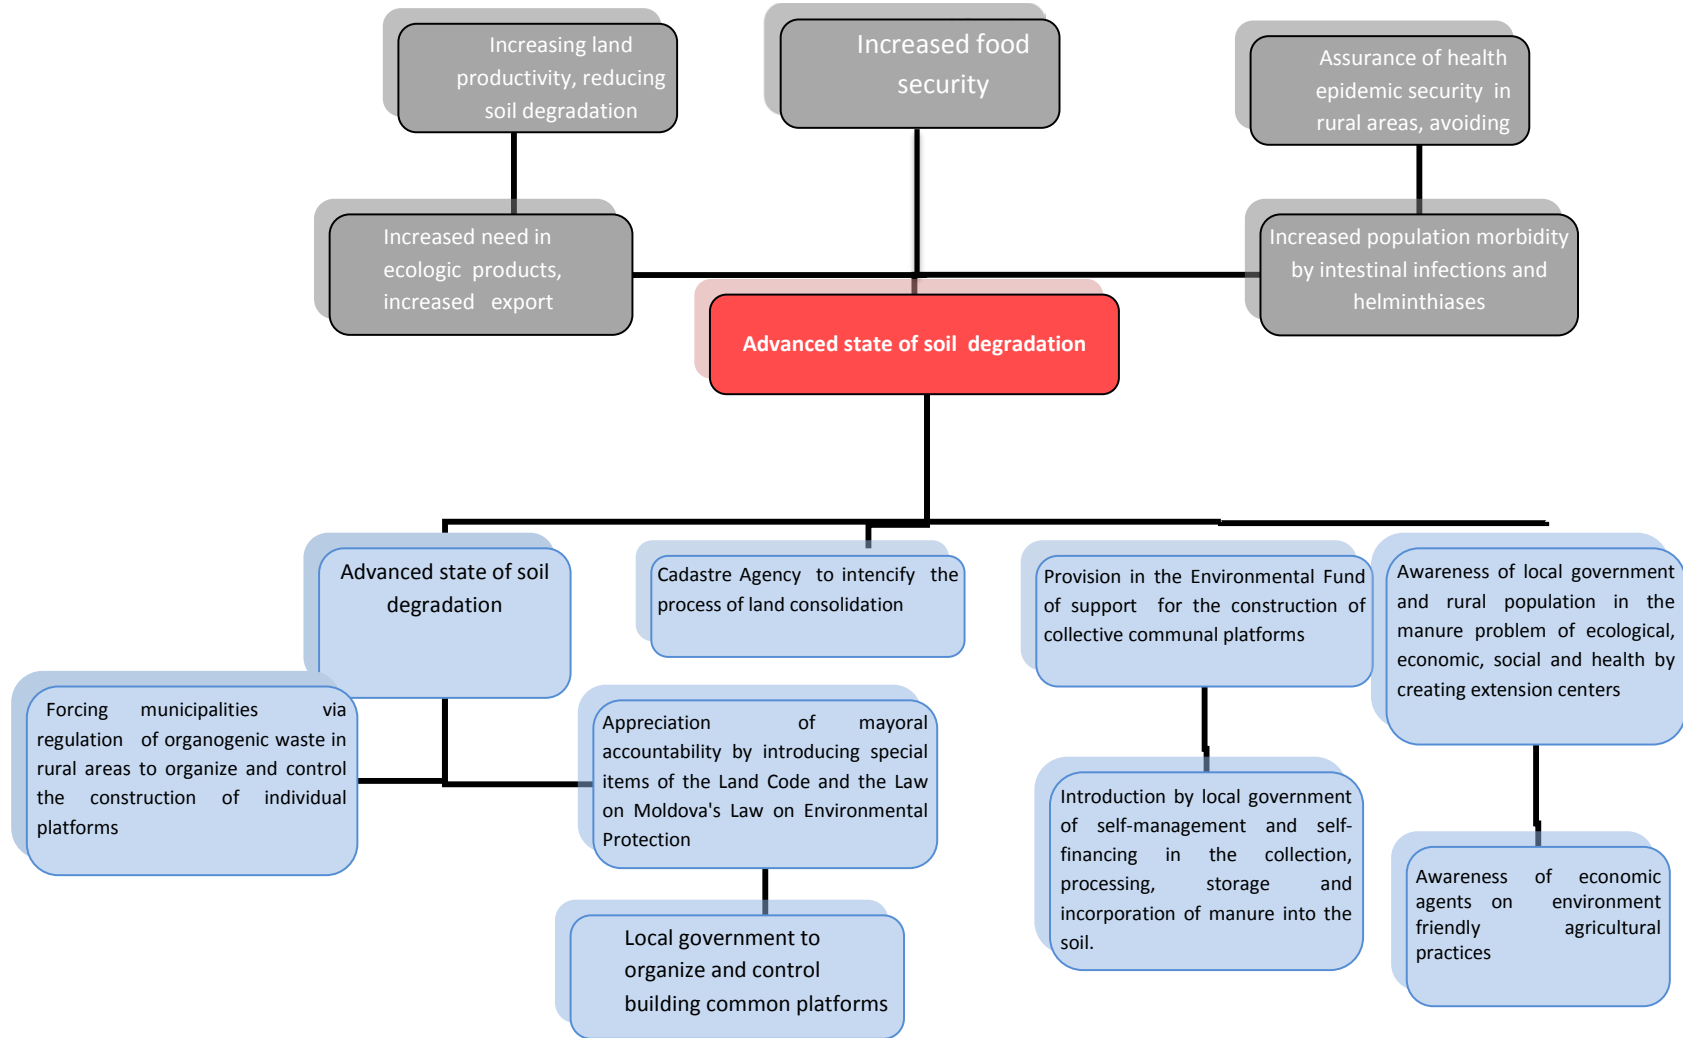 Increasing land
productivity, reducing
soil degradation
Increased food
security
Assurance of health
epidemic security in
rural areas, avoiding
Increased need in
ecologic products,
increased export
Increased population morbidity
by intestinal infections and
helminthiases
Advanced state of soil degradation
Advanced state of soil
degradation
Cadastre Agency to intencify the
process of land consolidation
Provision in the Environmental Fund
of support for the construction of
collective communal platforms
Awareness of local government
and rural population in the
manure problem of ecological,
economic, social and health by
creating extension centers
Forcing municipalities via
regulation of organogenic waste in
rural areas to organize and control
the construction of individual
platforms
Appreciation of mayoral
accountability by introducing special
items of the Land Code and the Law
on Moldova's Law on Environmental
Protection
Introduction by local government
of self-management and self-
financing in the collection,
processing, storage and
incorporation of manure into the
soil.
Awareness of economic
agents on environment
friendly agricultural
practices
Local government to
organize and control
building common platforms